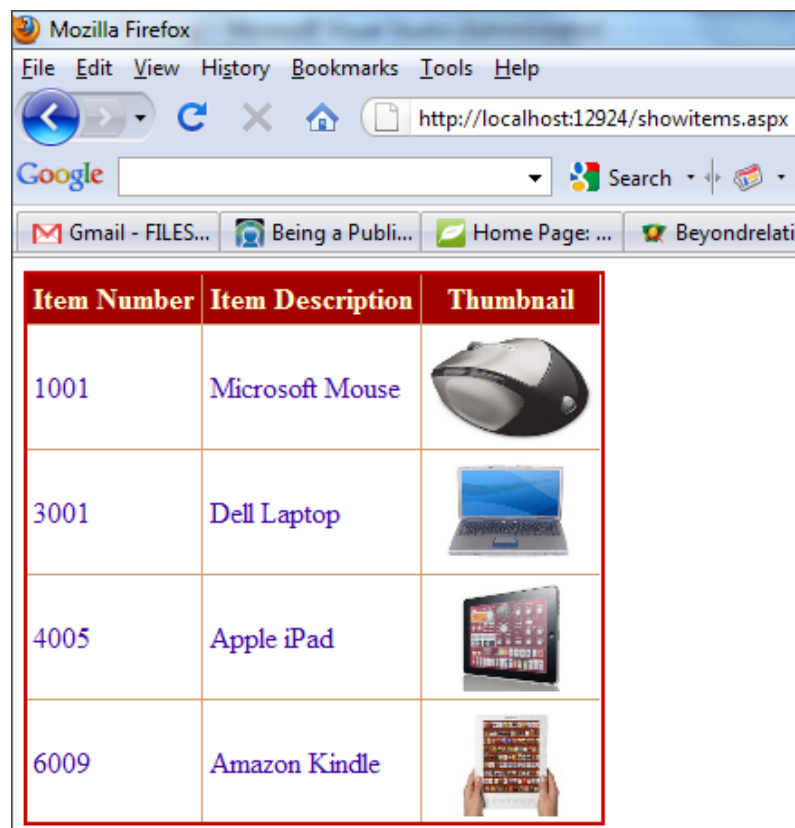 Mozilla Firefox
File Edit View History Bookmarks Tools Help
http://localhost:12924/showitems.aspx
Google Search
Gmail - FILES... Being a Publi... Home Page: ... Beyondrelati
Item Number Item Description Thumbnail
1001 Microsoft Mouse
3001 Dell Laptop
4005 Apple iPad
6009 Amazon Kindle